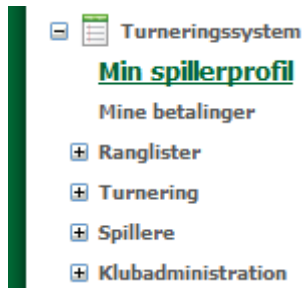 Turneringssystem
Min spillerprofil
Mine betalinger
Ranglister
Turnering
Spillere
Klubadministration